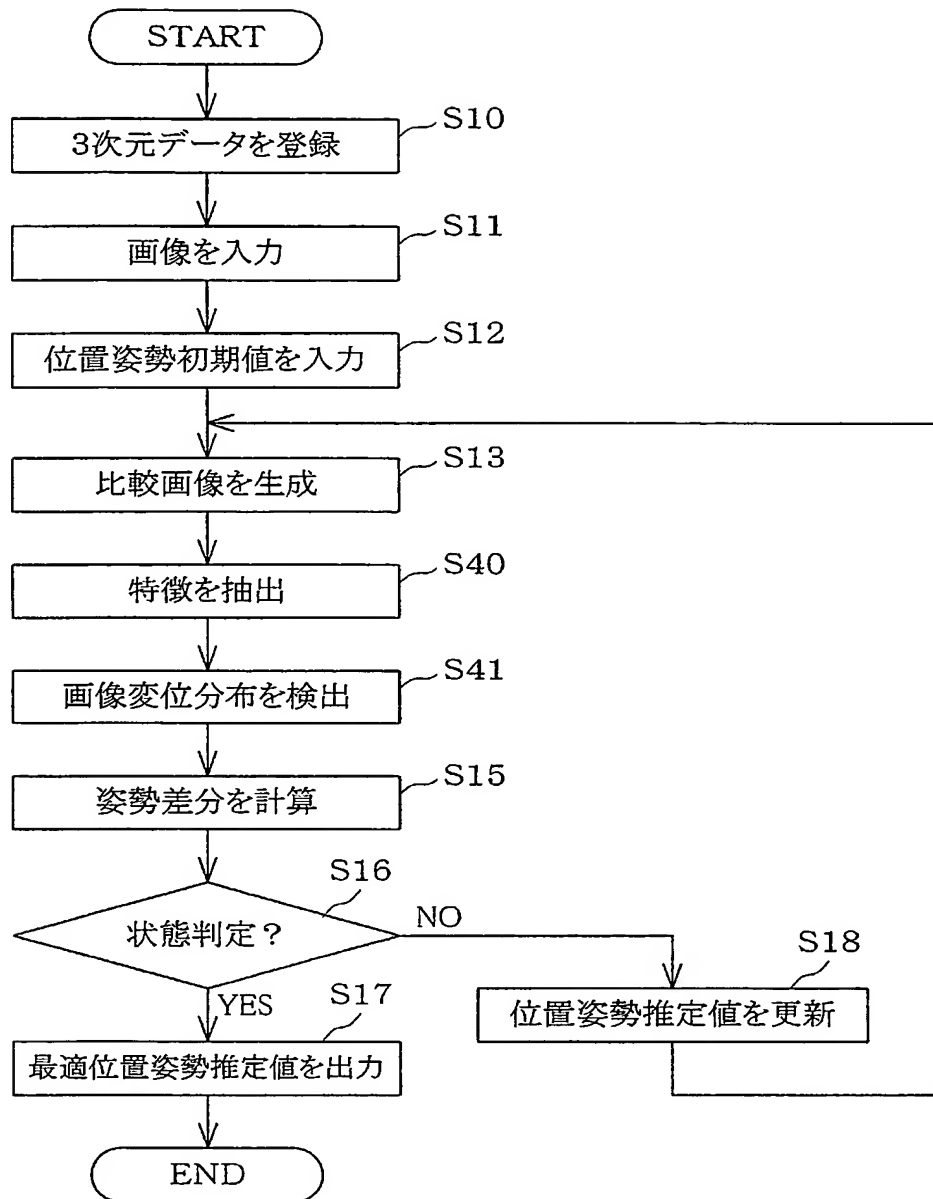 START
S10
3次元データを登録
S11
画像を入力
S12
位置姿勢初期値を入力
S13
比較画像を生成
S40
特徴を抽出
S41
画像変位分布を検出
S15
姿勢差分を計算
S16
状態判定?
NO
YES
S18
位置姿勢推定値を更新
S17
最適位置姿勢推定値を出力
END